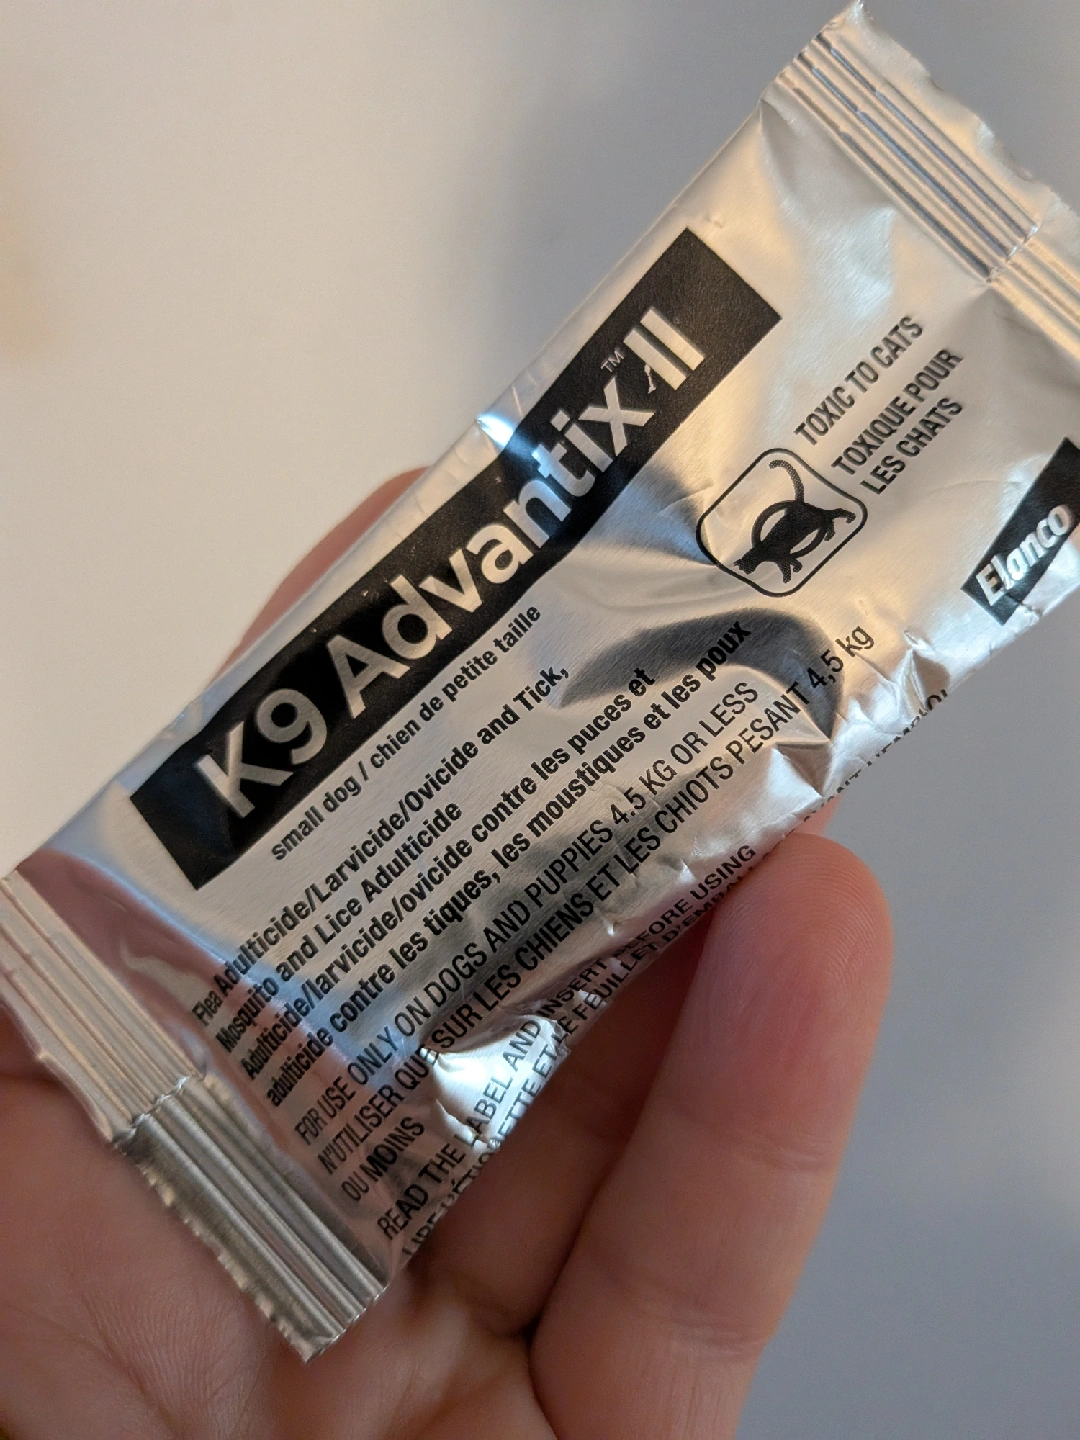 K9 Advantix™ II
small dog / chien de petite taille
Flea Adulticide/Larvicide/Ovicide and Tick,
Mosquito and Lice Adulticide
Adulticide/larvicide/ovicide contre les puces et
adulticide contre les tiques, les moustiques et les poux
FOR USE ONLY ON DOGS AND PUPPIES 4.5 KG OR LESS
N'UTILISER QUE SUR LES CHIENS ET LES CHIOTS PESANT 4,5 kg
OU MOINS
READ THE LABEL AND INSERT BEFORE USING
FEUILLET
TOXIC TO CATS
TOXIQUE POUR
LES CHATS
Elanco